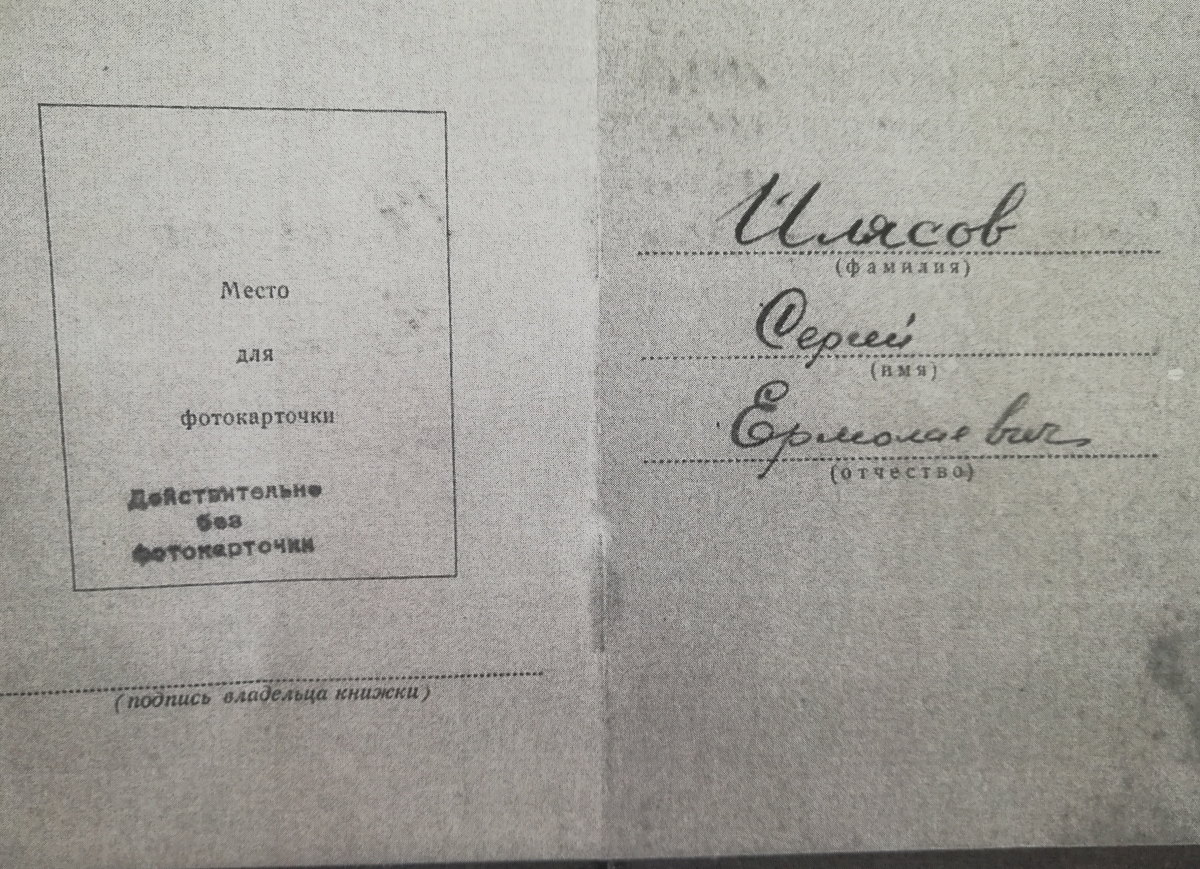 Место
для
фотокарточки
Действительно
без
фотокарточки
(подпись владельца книжки)
Илясов
(фамилия)
Сергей
(имя)
Ермолаевич
(отчество)